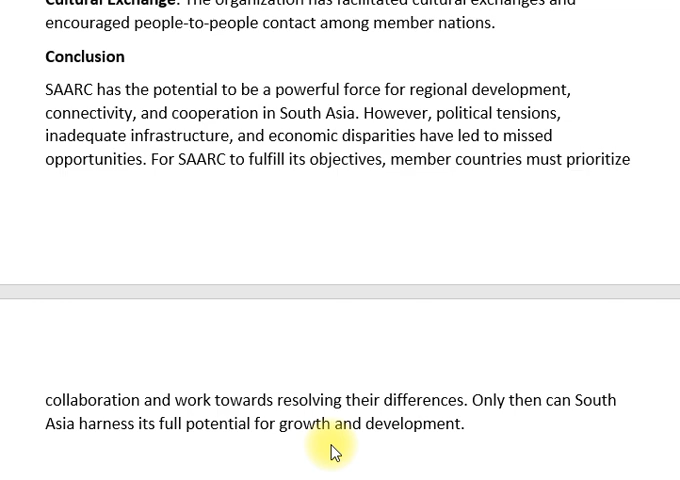 Cultural Exchange: The organization has facilitated cultural exchanges and
encouraged people-to-people contact among member nations.
Conclusion
SAARC has the potential to be a powerful force for regional development,
connectivity, and cooperation in South Asia. However, political tensions,
inadequate infrastructure, and economic disparities have led to missed
opportunities. For SAARC to fulfill its objectives, member countries must prioritize
collaboration and work towards resolving their differences. Only then can South
Asia harness its full potential for growth and development.